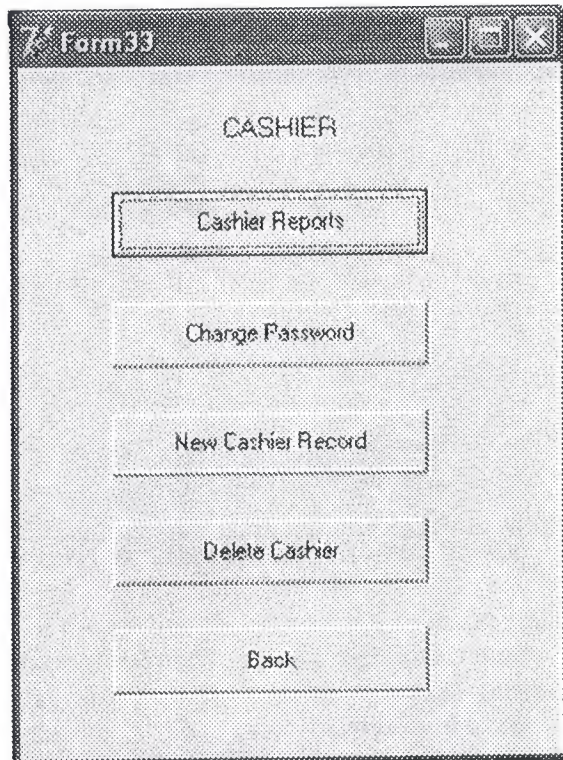 Form33
CASHIER
Cashier Reports
Change Password
New Cashier Record
Delete Cashier
Back